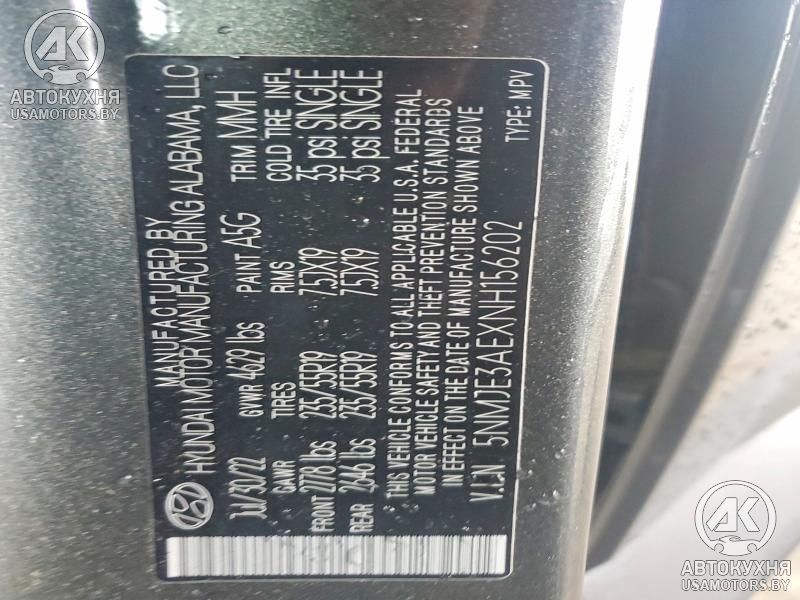 АВТОКУХНЯ
USAMOTORS.BY
MANUFACTURED BY
HYUNDAI MOTOR MANUFACTURING ALABAMA, LLC
Jul/30/22 GVWR 4629 lbs PAINT A5G TRIM MMH
GAWR TIRES RIMS COLD TIRE INFL
FRONT 2778 lbs 235/55R19 7.5JX19 35 psi SINGLE
REAR 2646 lbs 235/55R19 7.5JX19 35 psi SINGLE
* THIS VEHICLE CONFORMS TO ALL APPLICABLE U.S.A. FEDERAL
MOTOR VEHICLE SAFETY AND THEFT PREVENTION STANDARDS
IN EFFECT ON THE DATE OF MANUFACTURE SHOWN ABOVE
V.I.N 5NMJE3AEXNH156202 TYPE: MPV
АВТОКУХНЯ
USAMOTORS.BY